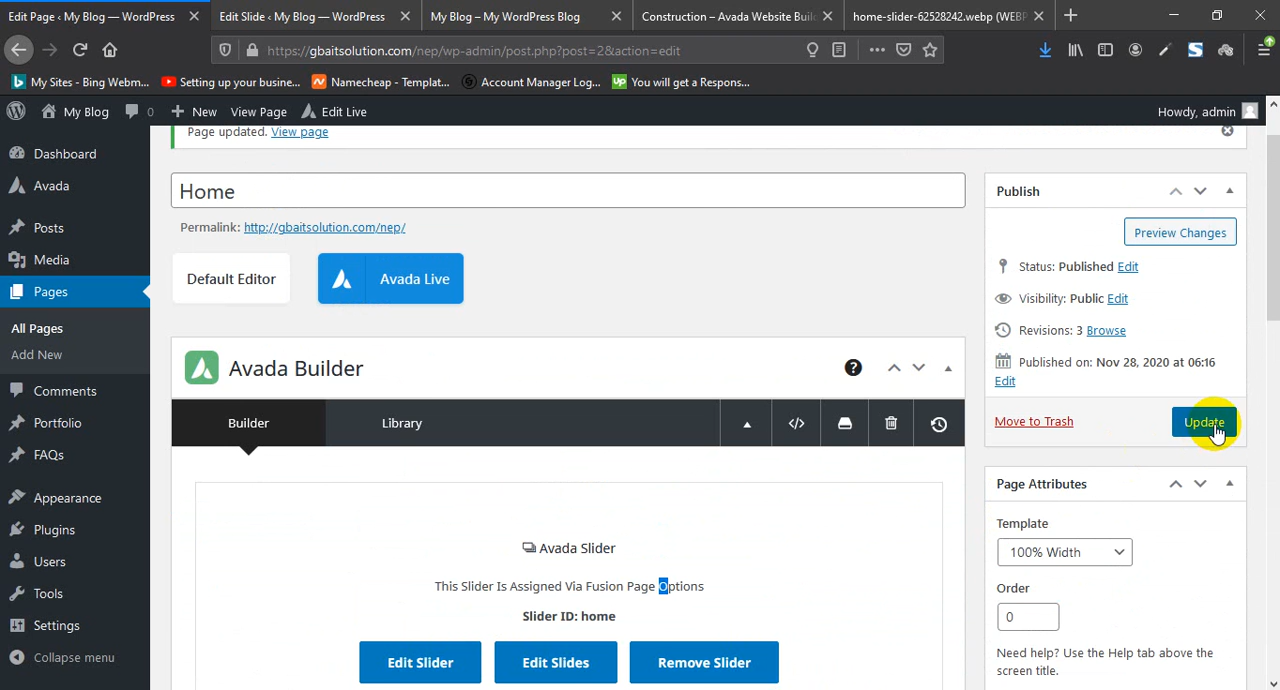 Edit Page ‹ My Blog — WordPress
Edit Slide ‹ My Blog — WordPress
My Blog – My WordPress Blog
Construction – Avada Website Buil
home-slider-62528242.webp (WEBP
https://gbaitsolution.com/nep/wp-admin/post.php?post=2&action=edit
My Sites - Bing Webm...
Setting up your busine...
Namecheap - Templat...
Account Manager Log...
Up
You will get a Respons...
My Blog
0
New
View Page
Edit Live
Howdy, admin
Page updated. View page
Dashboard
Avada
Posts
Media
Pages
All Pages
Add New
Comments
Portfolio
FAQs
Appearance
Plugins
Users
Tools
Settings
Collapse menu
Home
Permalink: http://gbaitsolution.com/nep/
Default Editor
Avada Live
Avada Builder
?
Builder
Library
</>
Avada Slider
This Slider Is Assigned Via Fusion Page Options
Slider ID: home
Edit Slider
Edit Slides
Remove Slider
Publish
Preview Changes
Status: Published Edit
Visibility: Public Edit
Revisions: 3 Browse
Published on: Nov 28, 2020 at 06:16
Edit
Move to Trash
Update
Page Attributes
Template
100% Width
Order
0
Need help? Use the Help tab above the
screen title.